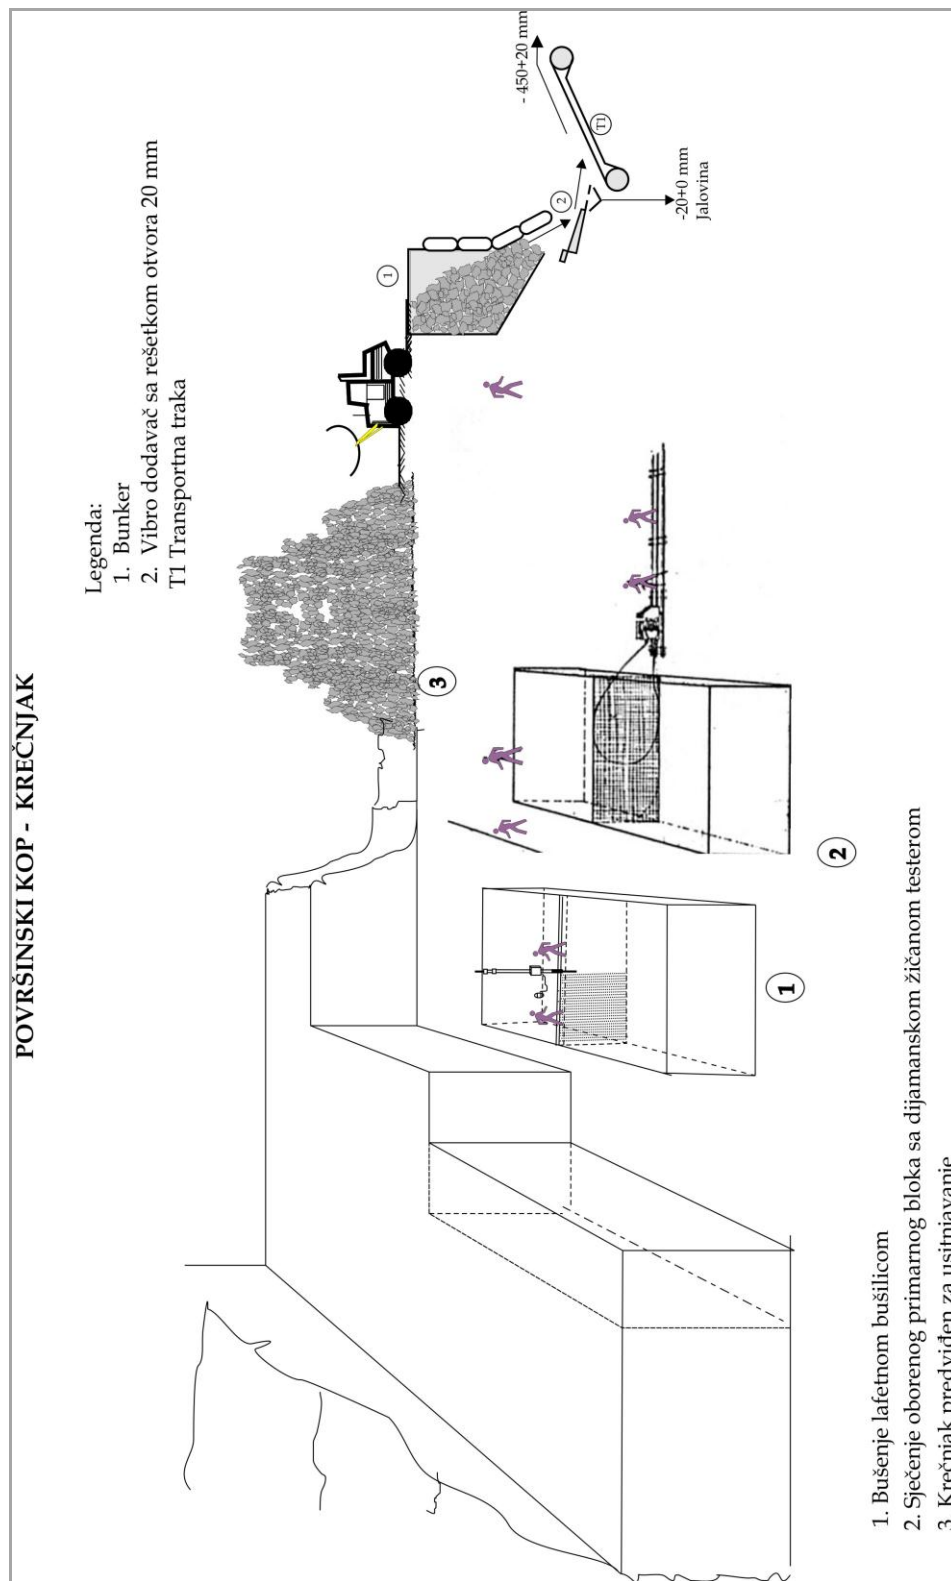 POVRŠINSKI KOP - KREČNJAK
Legenda:
1. Bunker
2. Vibro dodavač sa rešetkom otvora 20 mm
T1 Transportna traka
1
2
T1
- 450+20 mm
-20+0 mm
Jalovina
3
1
2
1. Bušenje lafetnom bušilicom
2. Sječenje oborenog primarnog bloka sa dijamanskom žičanom testerom
3. Krečnjak predviđen za usitnjavanje